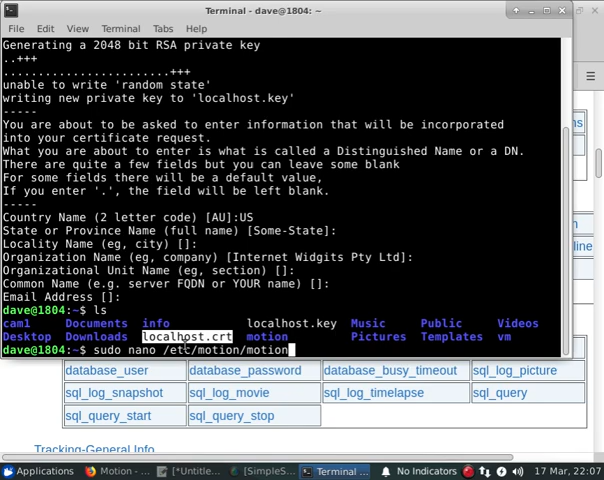 Terminal - dave@1804: ~
File Edit View Terminal Tabs Help
Generating a 2048 bit RSA private key
..+++
........................+++
unable to write 'random state'
writing new private key to 'localhost.key'
-----
You are about to be asked to enter information that will be incorporated
into your certificate request.
What you are about to enter is what is called a Distinguished Name or a DN.
There are quite a few fields but you can leave some blank
For some fields there will be a default value,
If you enter '.', the field will be left blank.
-----
Country Name (2 letter code) [AU]:US
State or Province Name (full name) [Some-State]:
Locality Name (eg, city) []:
Organization Name (eg, company) [Internet Widgits Pty Ltd]:
Organizational Unit Name (eg, section) []:
Common Name (e.g. server FQDN or YOUR name) []:
Email Address []:
dave@1804:~$ ls
cam1 Documents info localhost.key Music Public Videos
Desktop Downloads localhost.crt motion Pictures Templates vm
dave@1804:~$ sudo nano /etc/motion/motion
database_user database_password database_busy_timeout sql_log_picture
sql_log_snapshot sql_log_movie sql_log_timelapse sql_query
sql_query_start sql_query_stop
Tracking-General Info
Applications Motion - ... [*Untitle... [SimpleS... Terminal ... No Indicators 17 Mar, 22:07